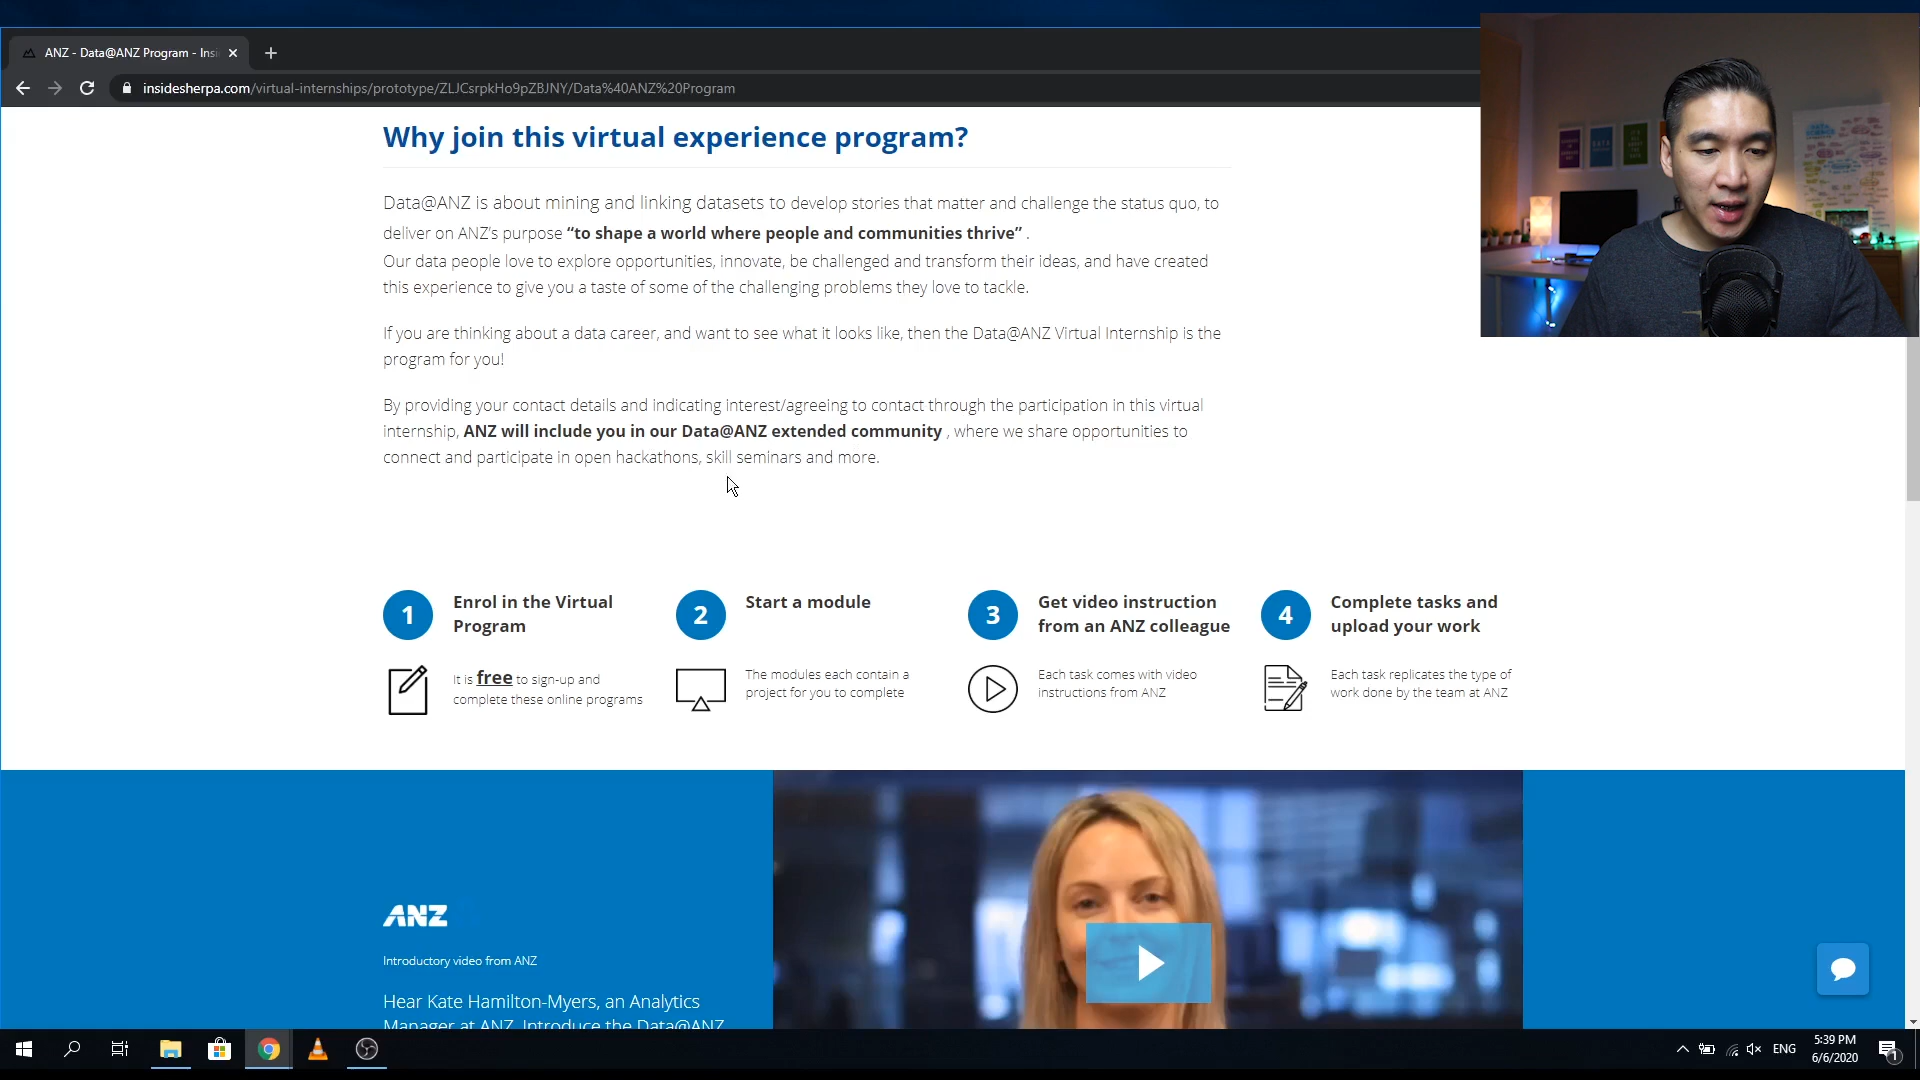 ANZ - Data@ANZ Program - Insi
insidesherpa.com/virtual-internships/prototype/ZLJCsrpkHo9pZBJNY/Data%40ANZ%20Program
Why join this virtual experience program?
Data@ANZ is about mining and linking datasets to develop stories that matter and challenge the status quo, to
deliver on ANZ's purpose “to shape a world where people and communities thrive” .
Our data people love to explore opportunities, innovate, be challenged and transform their ideas, and have created
this experience to give you a taste of some of the challenging problems they love to tackle.
If you are thinking about a data career, and want to see what it looks like, then the Data@ANZ Virtual Internship is the
program for you!
By providing your contact details and indicating interest/agreeing to contact through the participation in this virtual
internship, ANZ will include you in our Data@ANZ extended community , where we share opportunities to
connect and participate in open hackathons, skill seminars and more.
1
Enrol in the Virtual
Program
It is free to sign-up and
complete these online programs
2
Start a module
The modules each contain a
project for you to complete
3
Get video instruction
from an ANZ colleague
Each task comes with video
instructions from ANZ
4
Complete tasks and
upload your work
Each task replicates the type of
work done by the team at ANZ
ANZ
Introductory video from ANZ
Hear Kate Hamilton-Myers, an Analytics
Manager at ANZ, Introduce the Data@ANZ
ENG
5:39 PM
6/6/2020
1